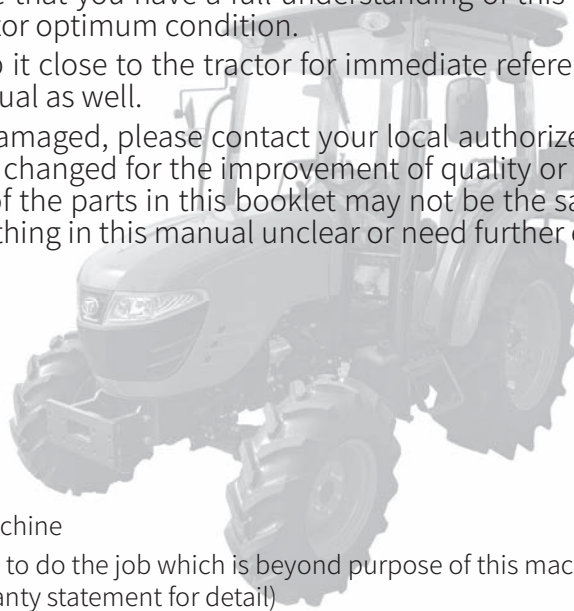 that you have a full understanding of this
tor optimum condition.
it close to the tractor for immediate refere
ual as well.
amaged, please contact your local authorize
changed for the improvement of quality or
of the parts in this booklet may not be the sa
thing in this manual unclear or need further
chine
to do the job which is beyond purpose of this mac
anty statement for detail)